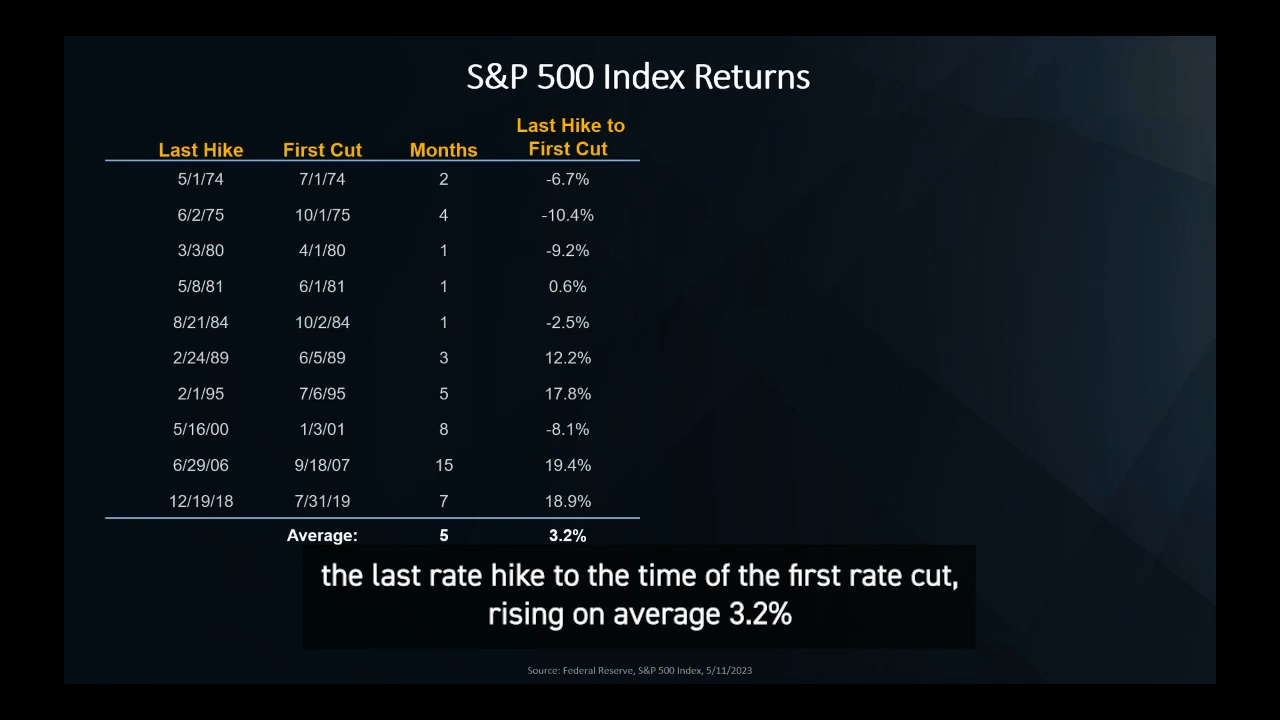 S&P 500 Index Returns
Last Hike to
Last Hike First Cut Months First Cut
5/1/74 7/1/74 2 -6.7%
6/2/75 10/1/75 4 -10.4%
3/3/80 4/1/80 1 -9.2%
5/8/81 6/1/81 1 0.6%
8/21/84 10/2/84 1 -2.5%
2/24/89 6/5/89 3 12.2%
2/1/95 7/6/95 5 17.8%
5/16/00 1/3/01 8 -8.1%
6/29/06 9/18/07 15 19.4%
12/19/18 7/31/19 7 18.9%
Average: 5 3.2%
the last rate hike to the time of the first rate cut,
rising on average 3.2%
Source: Federal Reserve, S&P 500 Index, 5/11/2023